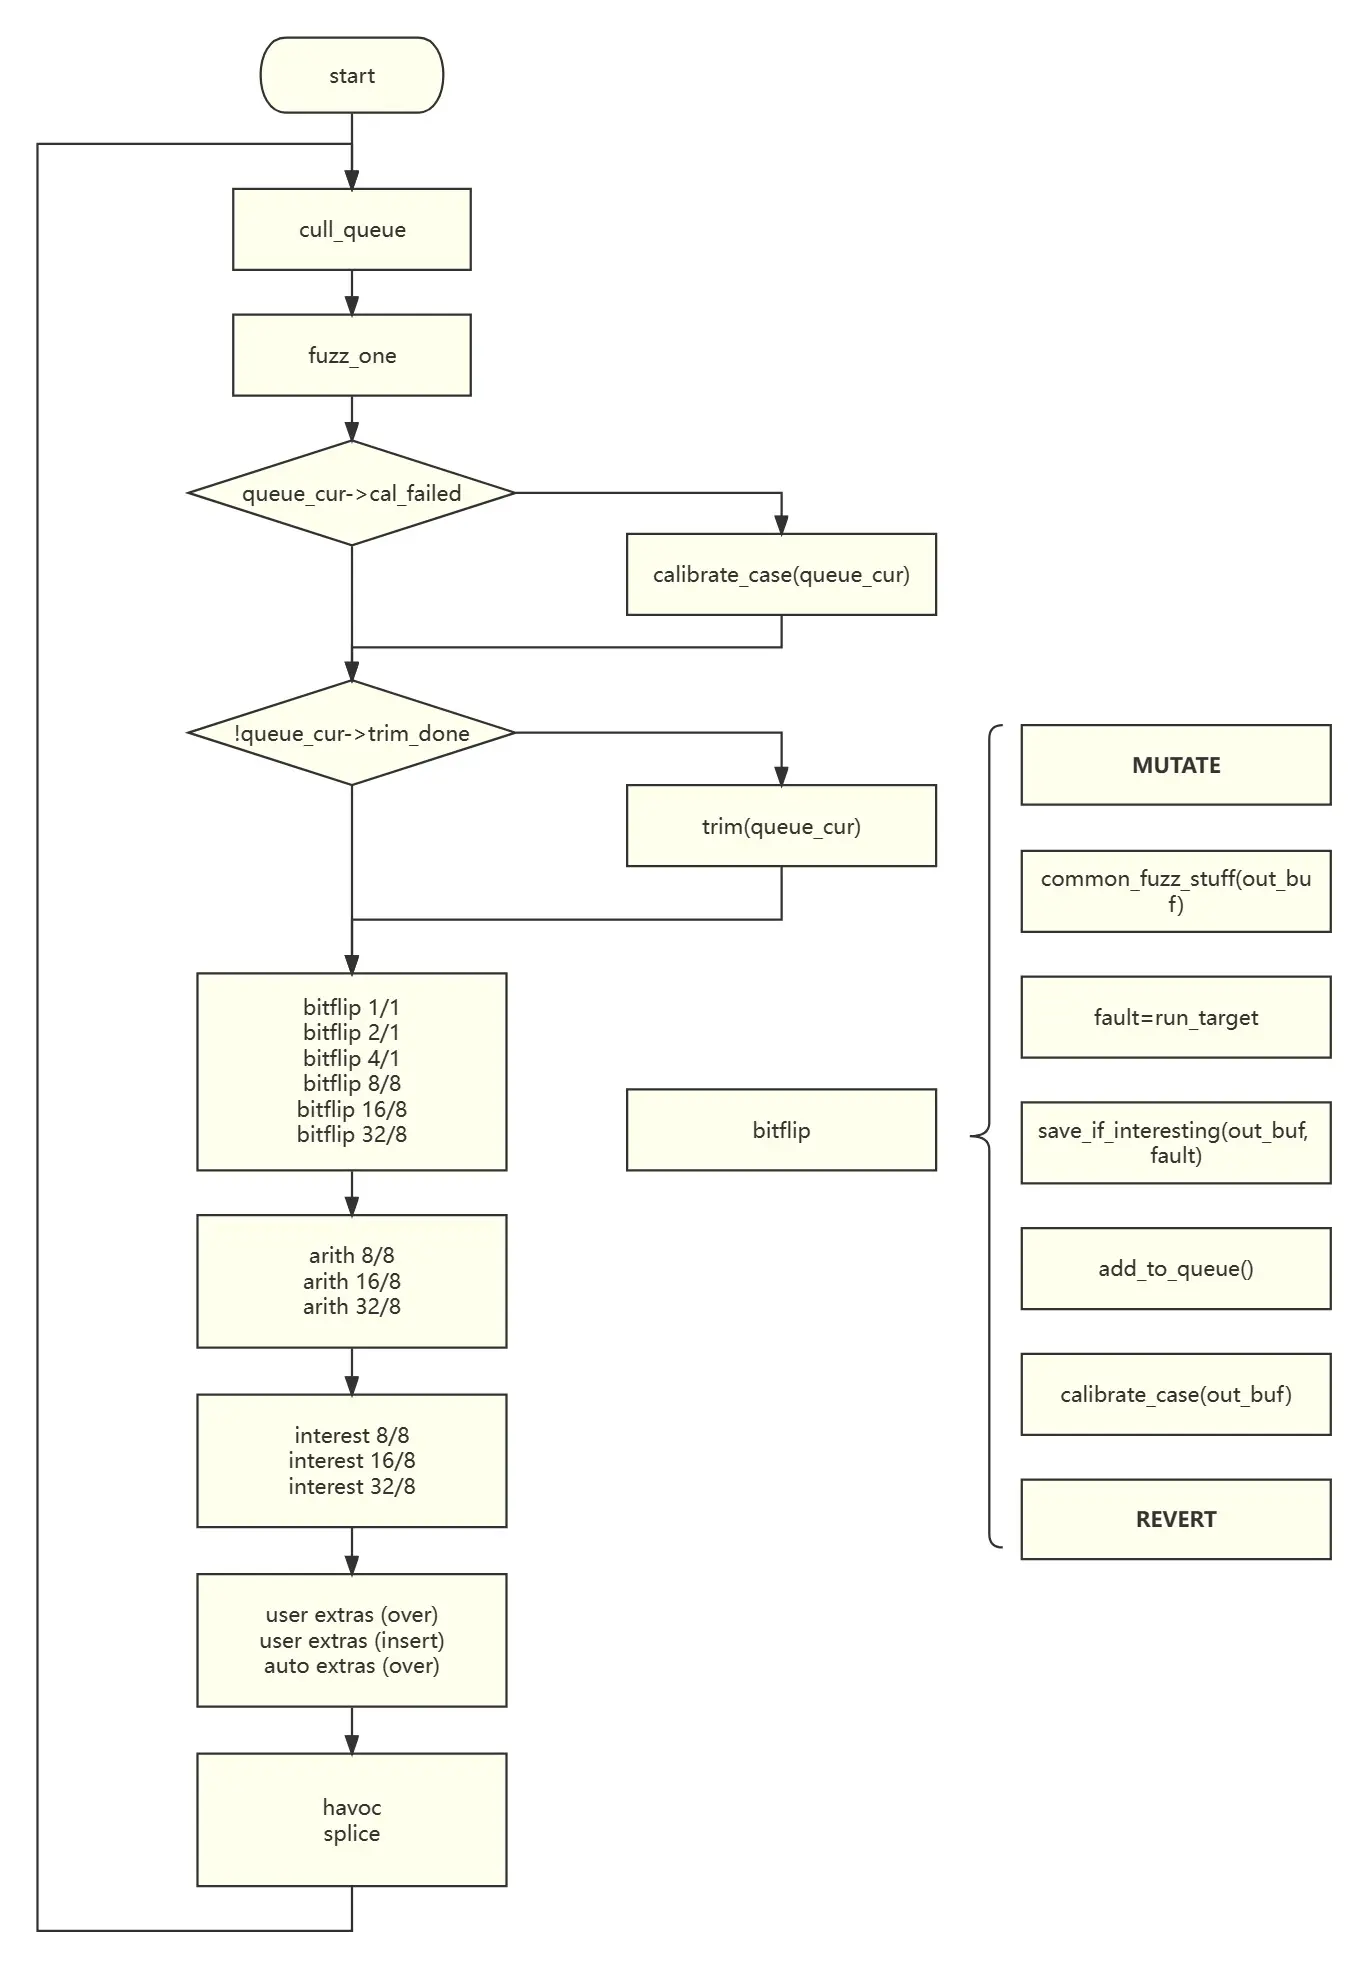 start
cull_queue
fuzz_one
queue_cur->cal_failed
calibrate_case(queue_cur)
!queue_cur->trim_done
trim(queue_cur)
bitflip 1/1
bitflip 2/1
bitflip 4/1
bitflip 8/8
bitflip 16/8
bitflip 32/8
arith 8/8
arith 16/8
arith 32/8
interest 8/8
interest 16/8
interest 32/8
user extras (over)
user extras (insert)
auto extras (over)
havoc
splice
bitflip
MUTATE
common_fuzz_stuff(out_bu
f)
fault=run_target
save_if_interesting(out_buf,
fault)
add_to_queue()
calibrate_case(out_buf)
REVERT